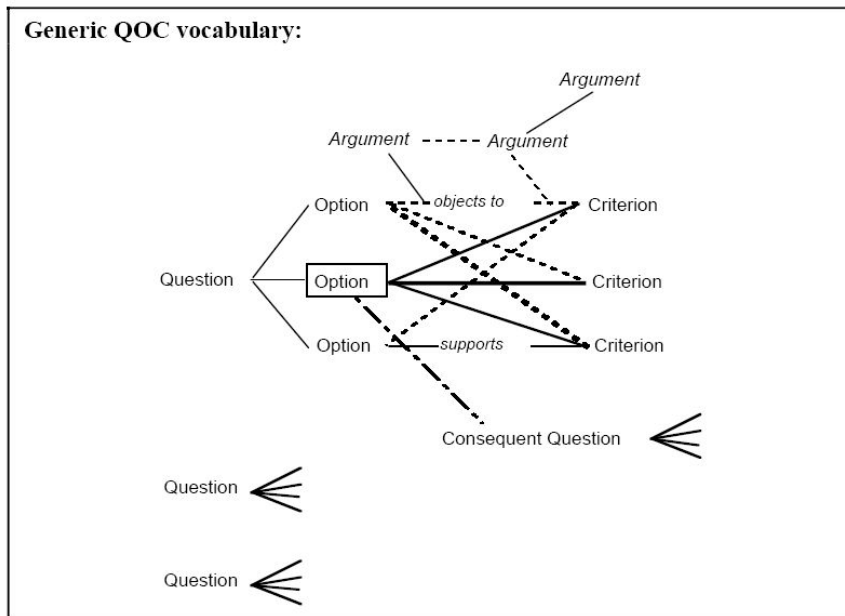 Generic QOC vocabulary:
Argument
Argument Argument
Option objects to Criterion
Question Option Criterion
Option supports Criterion
Consequent Question
Question
Question